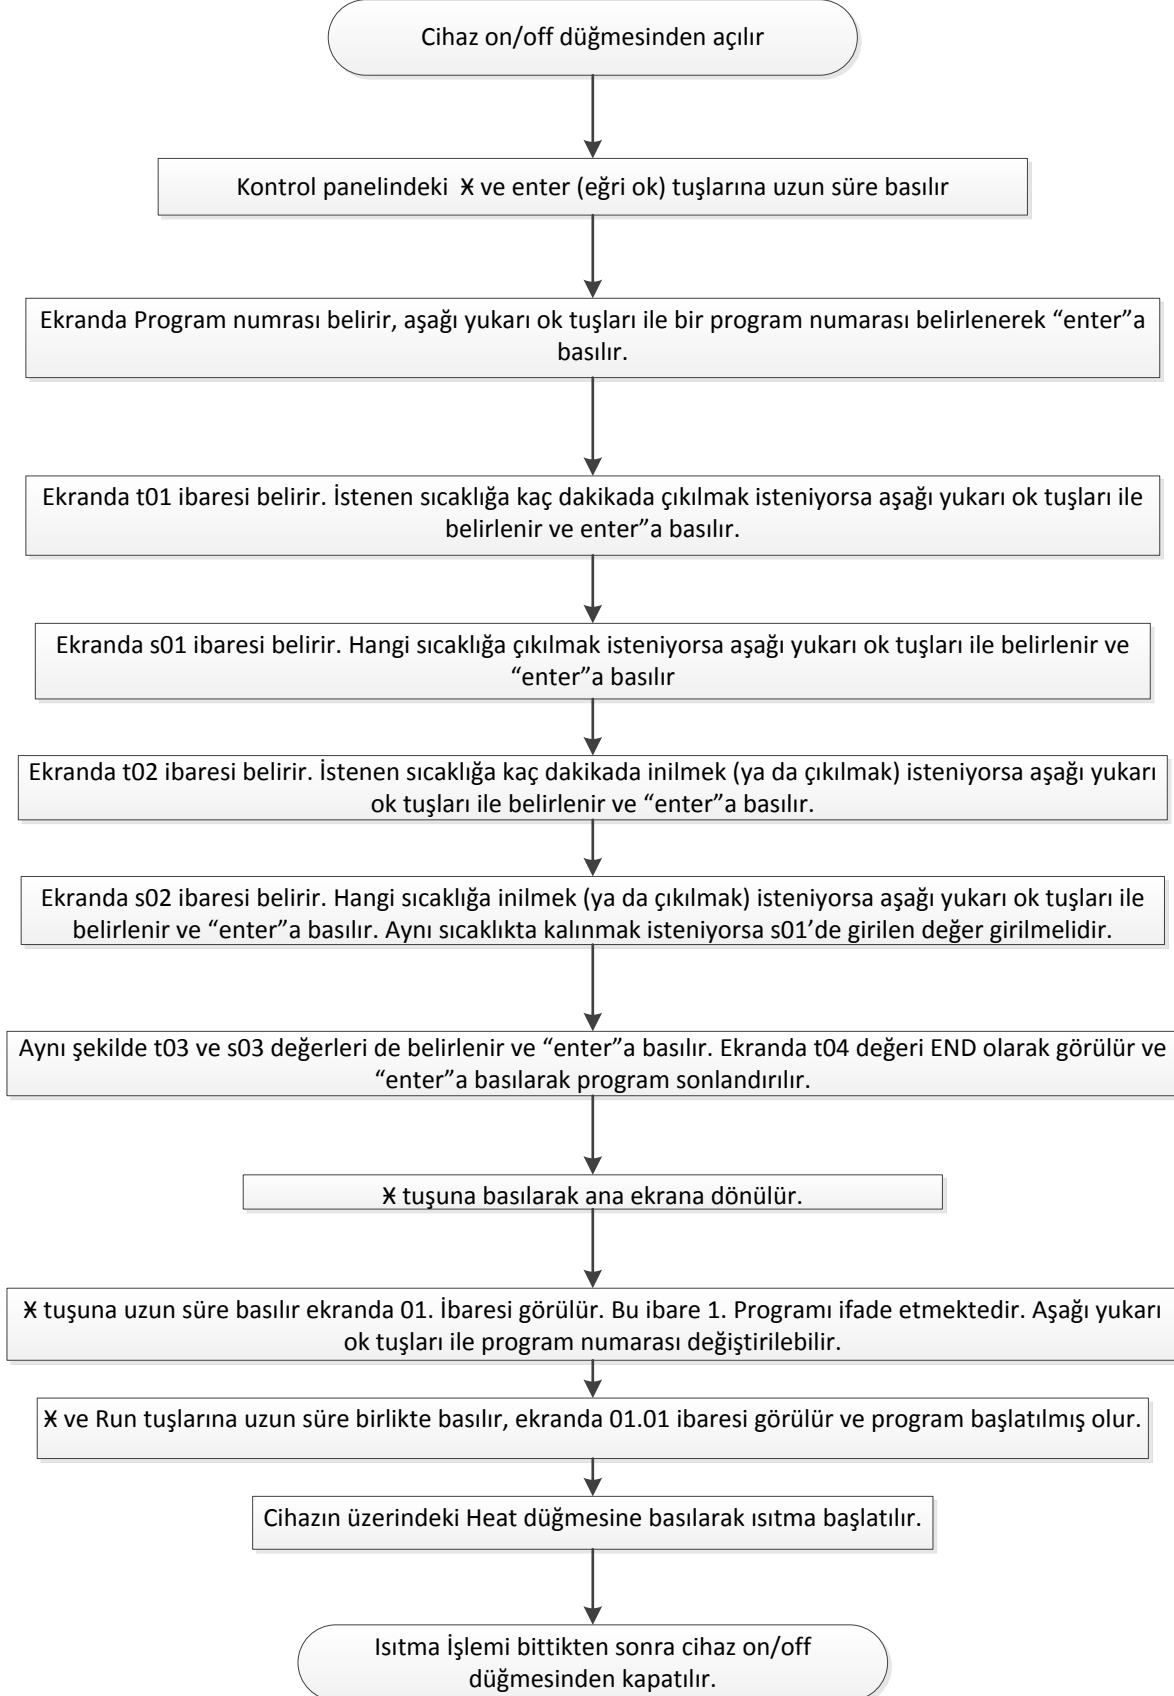 Cihaz on/off düğmesinden açılır
Kontrol panelindeki Ӿ ve enter (eğri ok) tuşlarına uzun süre basılır
Ekranda Program numrası belirir, aşağı yukarı ok tuşları ile bir program numarası belirlenerek “enter”a
basılır.
Ekranda t01 ibaresi belirir. İstenen sıcaklığa kaç dakikada çıkılmak isteniyorsa aşağı yukarı ok tuşları ile
belirlenir ve enter”a basılır.
Ekranda s01 ibaresi belirir. Hangi sıcaklığa çıkılmak isteniyorsa aşağı yukarı ok tuşları ile belirlenir ve
“enter”a basılır
Ekranda t02 ibaresi belirir. İstenen sıcaklığa kaç dakikada inilmek (ya da çıkılmak) isteniyorsa aşağı yukarı
ok tuşları ile belirlenir ve “enter”a basılır.
Ekranda s02 ibaresi belirir. Hangi sıcaklığa inilmek (ya da çıkılmak) isteniyorsa aşağı yukarı ok tuşları ile
belirlenir ve “enter”a basılır. Aynı sıcaklıkta kalınmak isteniyorsa s01’de girilen değer girilmelidir.
Aynı şekilde t03 ve s03 değerleri de belirlenir ve “enter”a basılır. Ekranda t04 değeri END olarak görülür ve
“enter”a basılarak program sonlandırılır.
Ӿ tuşuna basılarak ana ekrana dönülür.
Ӿ tuşuna uzun süre basılır ekranda 01. İbaresi görülür. Bu ibare 1. Programı ifade etmektedir. Aşağı yukarı
ok tuşları ile program numarası değiştirilebilir.
Ӿ ve Run tuşlarına uzun süre birlikte basılır, ekranda 01.01 ibaresi görülür ve program başlatılmış olur.
Cihazın üzerindeki Heat düğmesine basılarak ısıtma başlatılır.
Isıtma İşlemi bittikten sonra cihaz on/off
düğmesinden kapatılır.